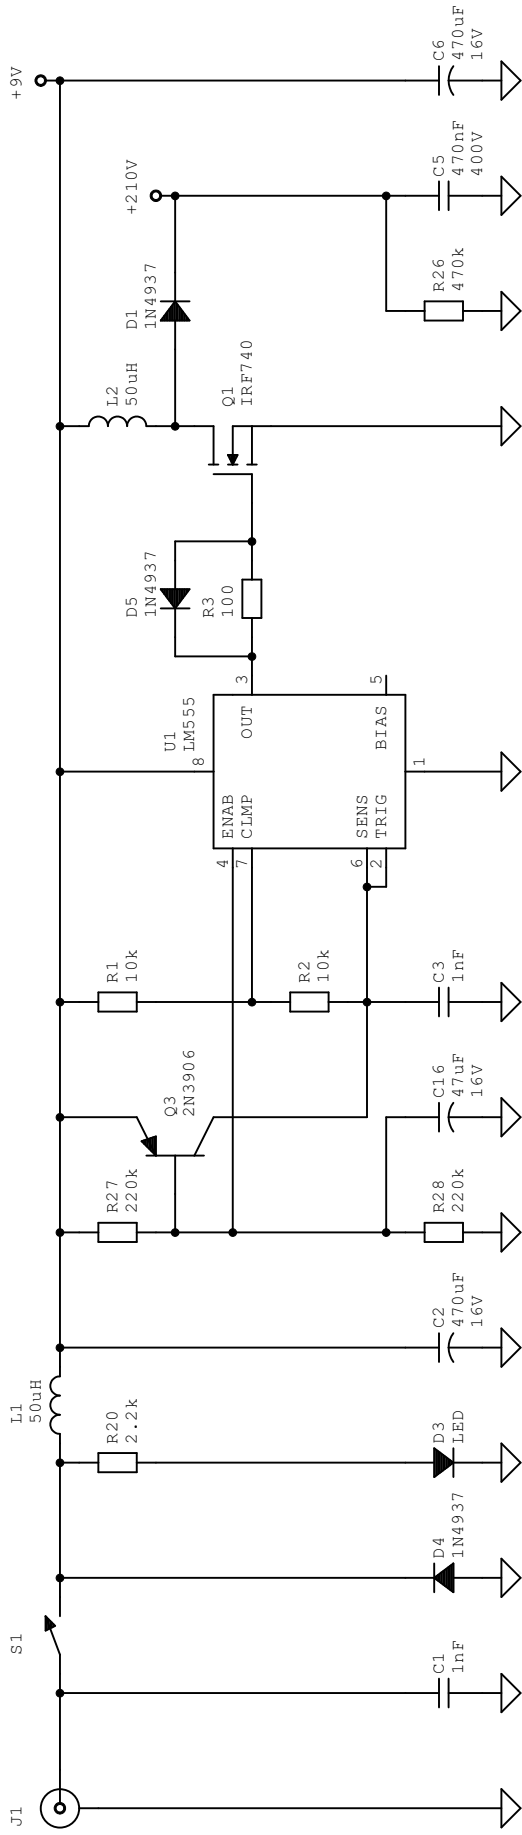 J1
S1
C1
1nF
D4
1N4937
D3
LED
R20
2.2k
L1
50uH
C2
470uF
16V
R27
220k
R28
220k
C16
47uF
16V
Q3
2N3906
R1
10k
R2
10k
C3
1nF
U1
LM555
8
4
ENAB
7
CLMP
6
SENS
2
TRIG
3
OUT
5
BIAS
1
D5
1N4937
R3
100
L2
50uH
Q1
IRF740
D1
1N4937
+210V
R26
470k
C5
470nF
400V
+9V
C6
470uF
16V